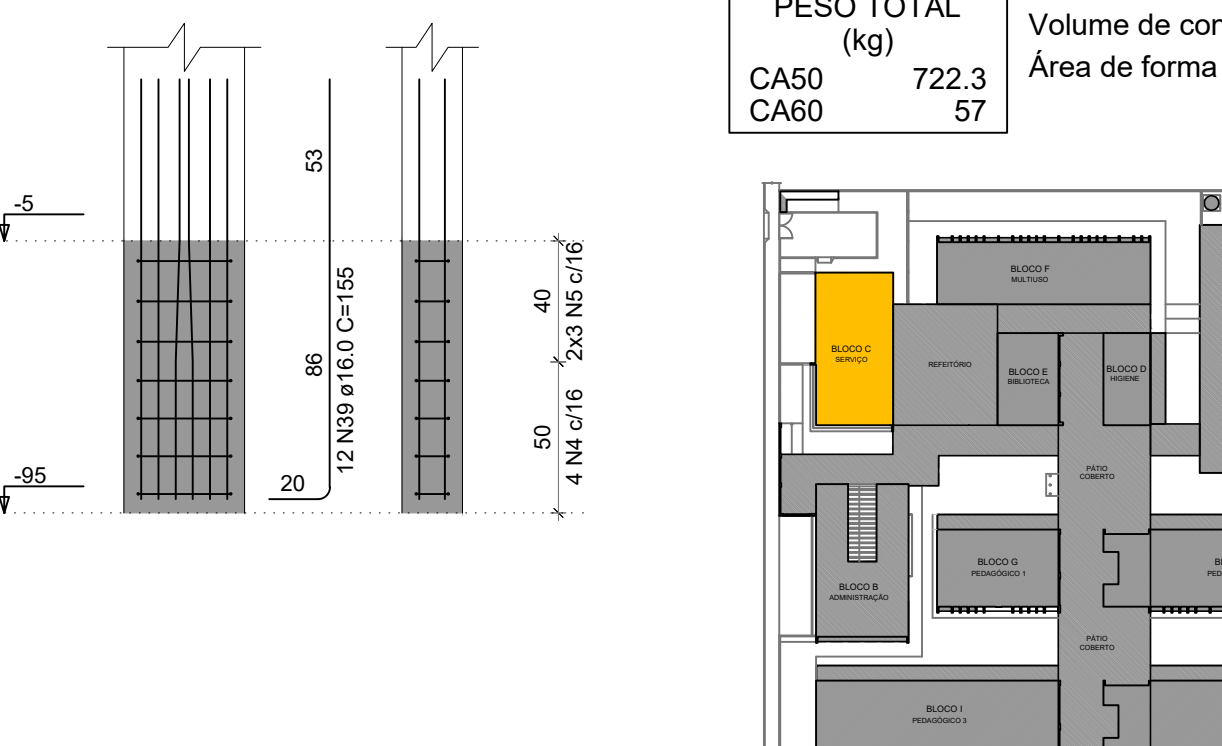 -5
-95
53
86
20
12 N39 ø16.0 C=155
40
2x3 N5 c/16
50
4 N4 c/16
PESO TOTAL
(kg)
CA50 722.3
CA60 57
Volume de con
Área de forma
BLOCO F
MULTIUSO
BLOCO C
SERVIÇO
REFEITÓRIO
BLOCO E
BIBLIOTECA
BLOCO D
HIGIENE
PÁTIO
COBERTO
BLOCO G
PEDAGÓGICO 1
BLOCO B
ADMINISTRAÇÃO
PÁTIO
COBERTO
BLOCO I
PEDAGÓGICO 3